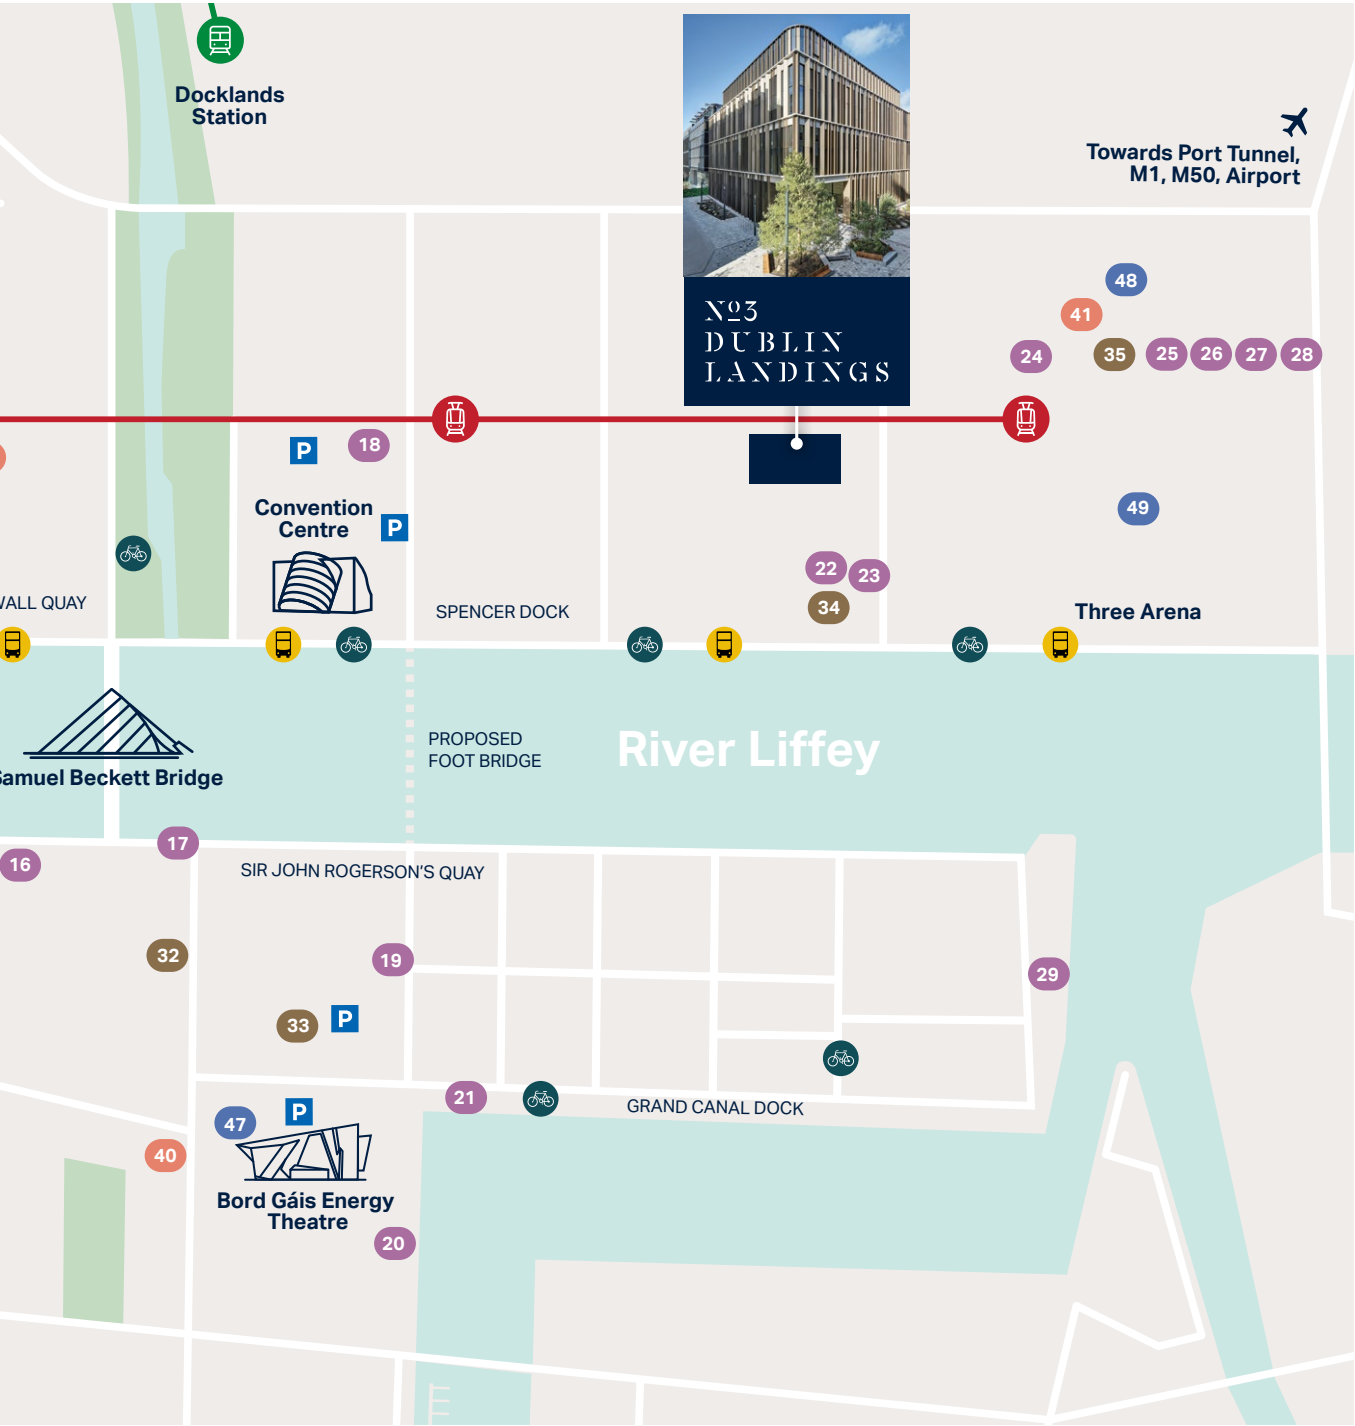 Docklands
Station
Towards Port Tunnel,
M1, M50, Airport
Nº3
DUBLIN
LANDINGS
48
41
24
35
25
26
27
28
P
18
Convention
Centre
P
49
22
23
34
WALL QUAY
SPENCER DOCK
Three Arena
PROPOSED
FOOT BRIDGE
River Liffey
Samuel Beckett Bridge
17
16
SIR JOHN ROGERSON'S QUAY
32
19
29
33
P
21
GRAND CANAL DOCK
47
P
40
Bord Gáis Energy
Theatre
20